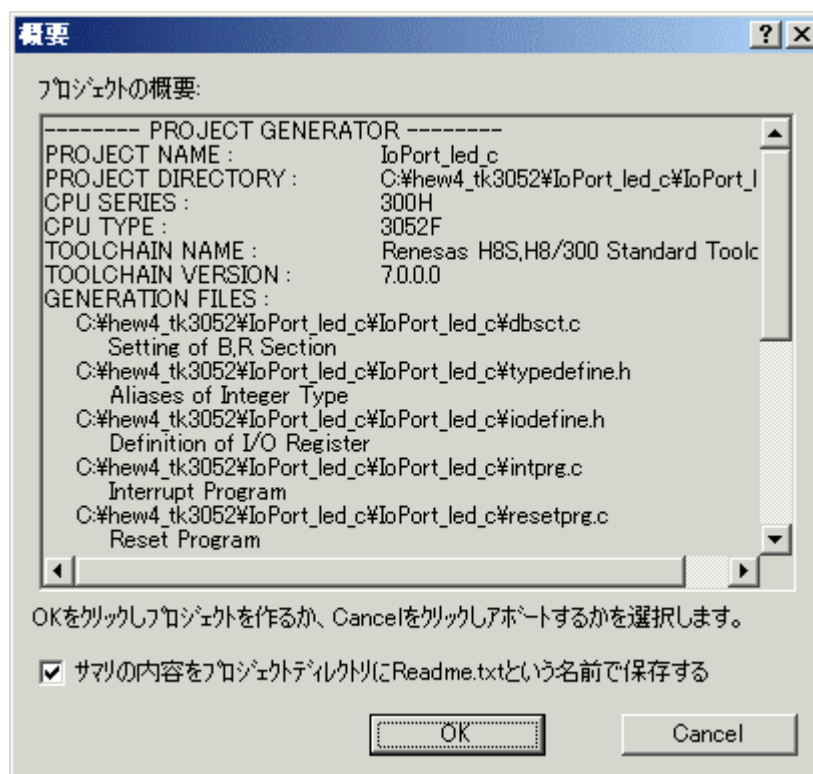 概要
プロジェクトの概要:
-------- PROJECT GENERATOR --------
PROJECT NAME : IoPort_led_c
PROJECT DIRECTORY : C:¥hew4_tk3052¥IoPort_led_c¥IoPort_l
CPU SERIES : 300H
CPU TYPE : 3052F
TOOLCHAIN NAME : Renesas H8S,H8/300 Standard Toolc
TOOLCHAIN VERSION : 7.0.0.0
GENERATION FILES :
C:¥hew4_tk3052¥IoPort_led_c¥IoPort_led_c¥dbsct.c
Setting of B,R Section
C:¥hew4_tk3052¥IoPort_led_c¥IoPort_led_c¥typedefine.h
Aliases of Integer Type
C:¥hew4_tk3052¥IoPort_led_c¥IoPort_led_c¥iodefine.h
Definition of I/O Register
C:¥hew4_tk3052¥IoPort_led_c¥IoPort_led_c¥intprg.c
Interrupt Program
C:¥hew4_tk3052¥IoPort_led_c¥IoPort_led_c¥resetprg.c
Reset Program
OKをクリックしプロジェクトを作るか、Cancelをクリックしアボートするかを選択します。
サマリの内容をプロジェクトディレクトリにReadme.txtという名前で保存する
OK Cancel